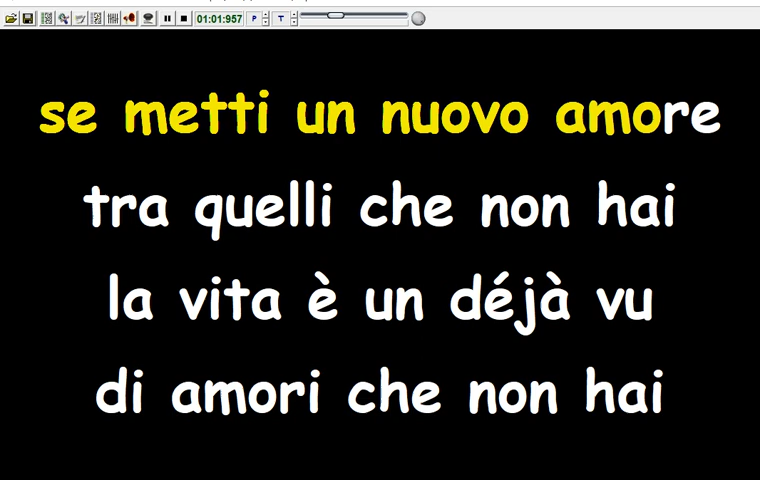 01:01:957
P
T
se metti un nuovo amore
tra quelli che non hai
la vita è un déjà vu
di amori che non hai